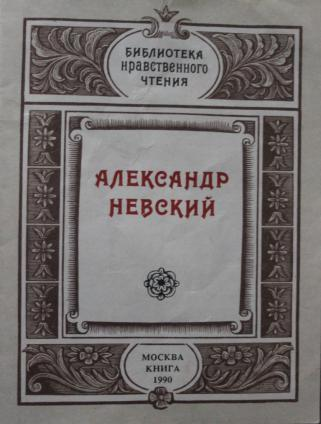 БИБЛИОТЕКА
нравственного
ЧТЕНИЯ
АЛЕКСАНДР
НЕВСКИЙ
МОСКВА
КНИГА
1990